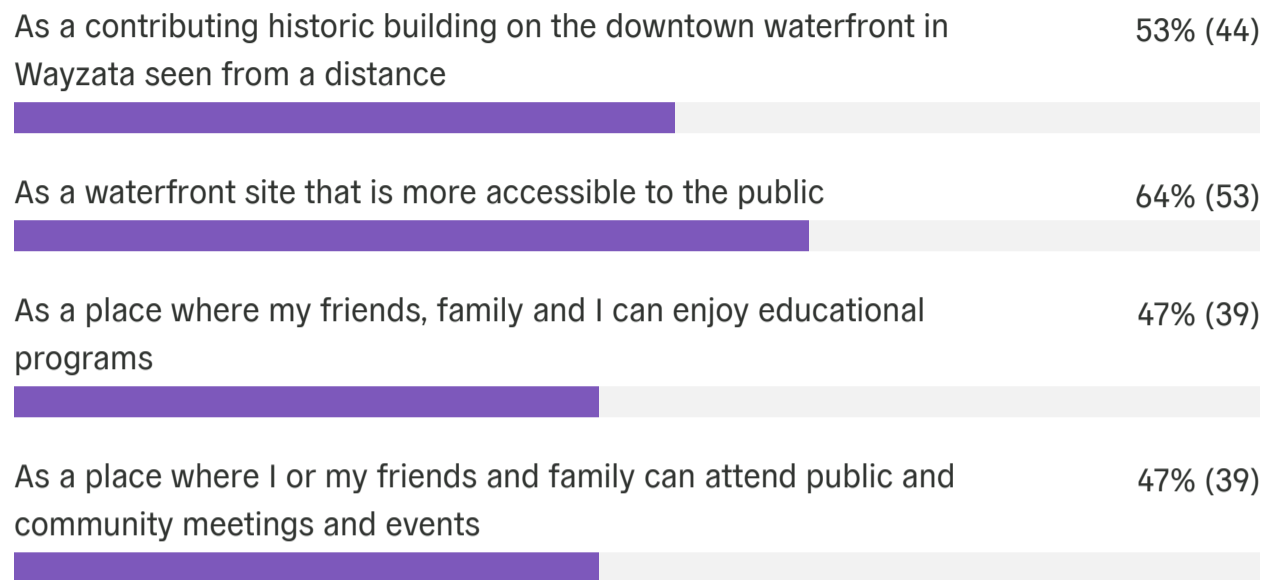 As a contributing historic building on the downtown waterfront in 53% (44)
Wayzata seen from a distance
As a waterfront site that is more accessible to the public 64% (53)
As a place where my friends, family and I can enjoy educational 47% (39)
programs
As a place where I or my friends and family can attend public and 47% (39)
community meetings and events